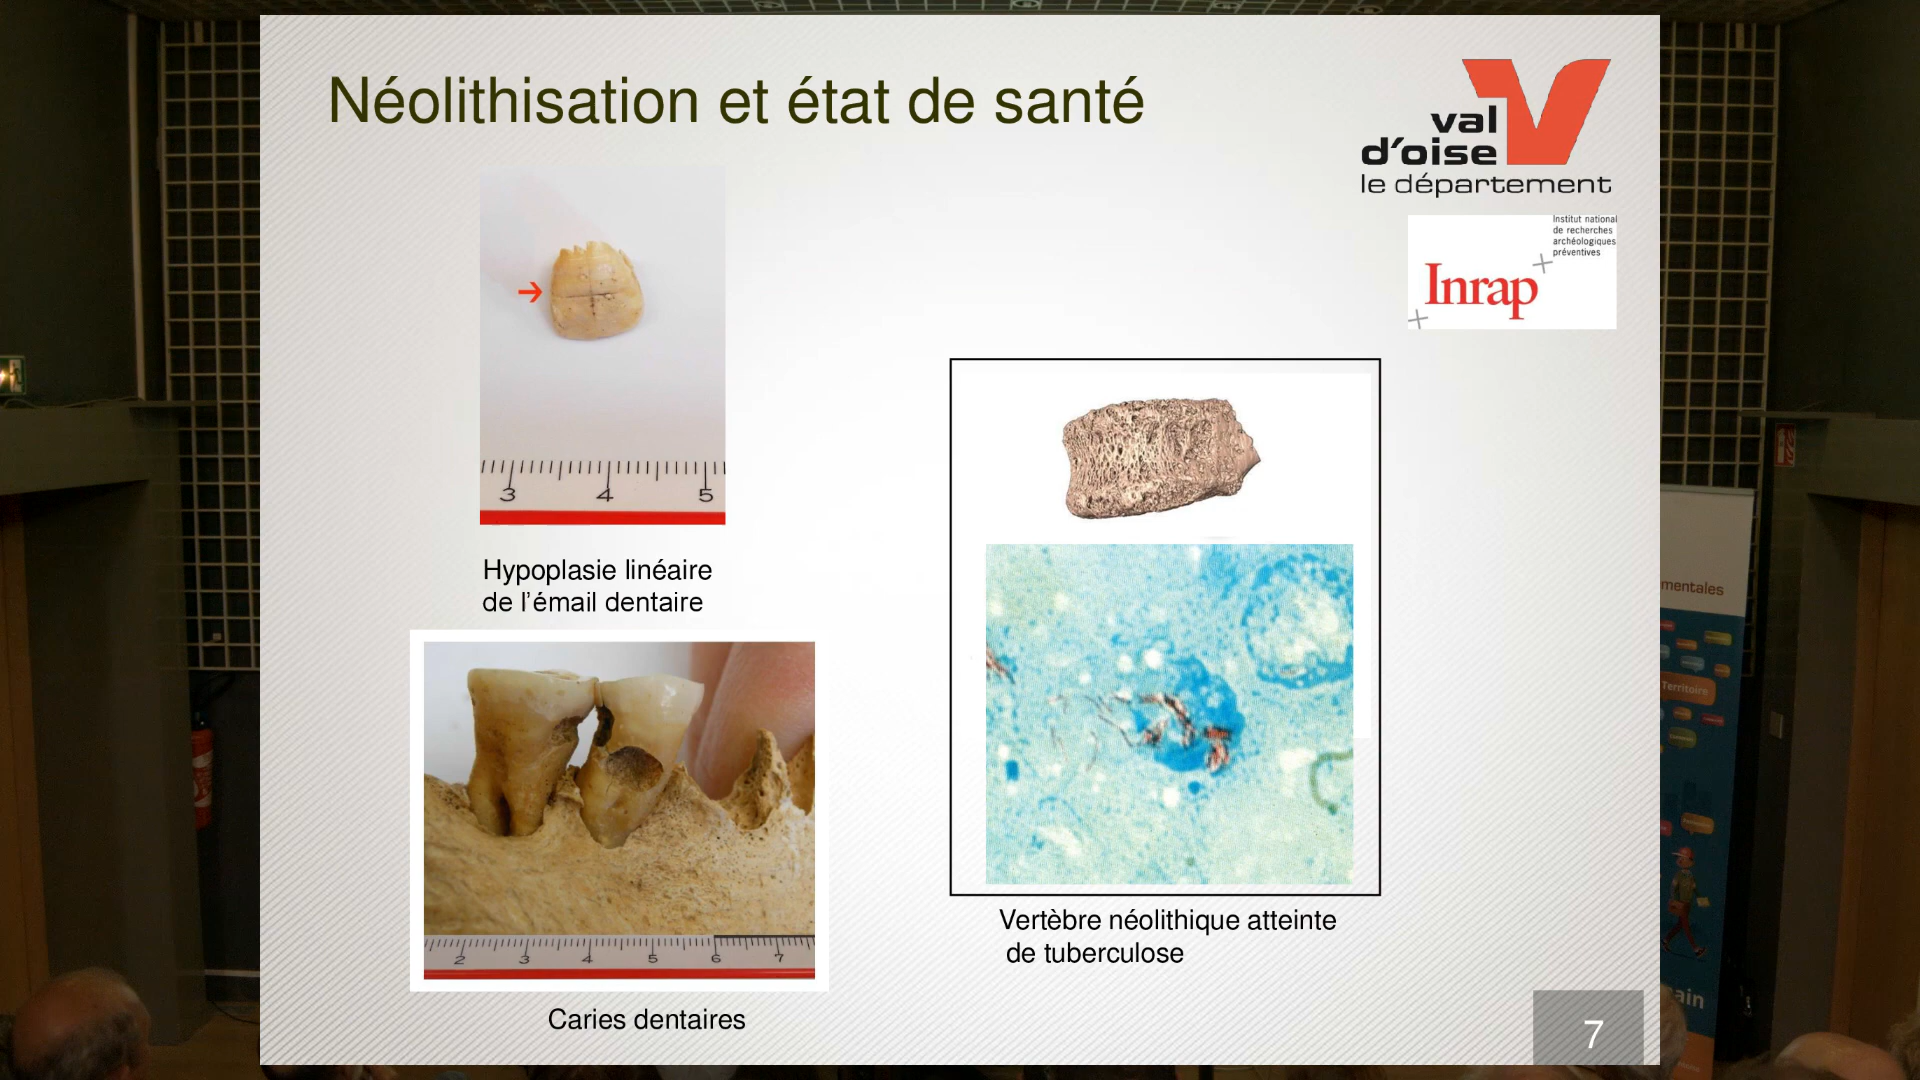 Néolithisation et état de santé
val
d'oise
le département
Institut national
de recherches
archéologiques
préventives
Inrap
3 4 5
Hypoplasie linéaire
de l'émail dentaire
2 3 4 5 6 7
Caries dentaires
Vertèbre néolithique atteinte
de tuberculose
7
mentales
Territoire
ain